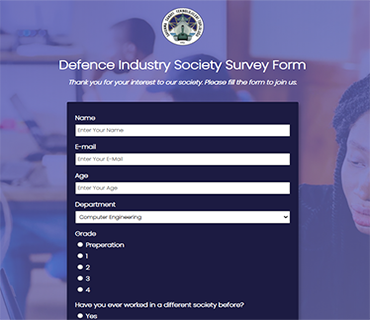 Defence Industry Society Survey Form
Thank you for your interest to our society. Please fill the form to join us.
Name
Enter Your Name
E-mail
Enter Your E-Mail
Age
Enter Your Age
Department
Computer Engineering
Grade
Preperation
1
2
3
4
Have you ever worked in a different society before?
Yes